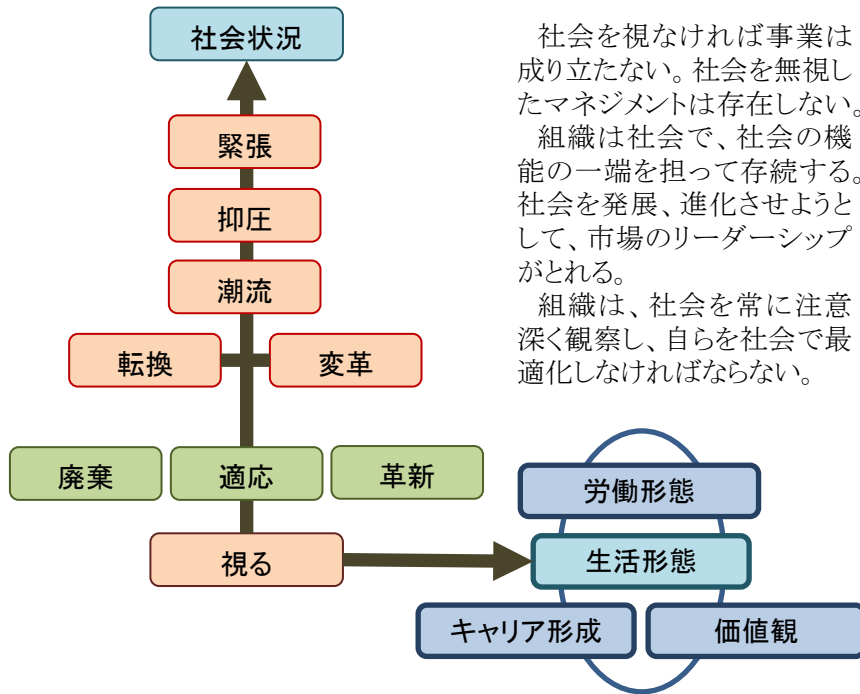 社会状況
緊張
抑圧
潮流
転換
変革
廃棄
適応
革新
視る
社会を視なければ事業は
成り立たない。社会を無視し
たマネジメントは存在しない。
組織は社会で、社会の機
能の一端を担って存続する。
社会を発展、進化させようと
して、市場のリーダーシップ
がとれる。
組織は、社会を常に注意
深く観察し、自らを社会で最
適化しなければならない。
労働形態
生活形態
キャリア形成
価値観